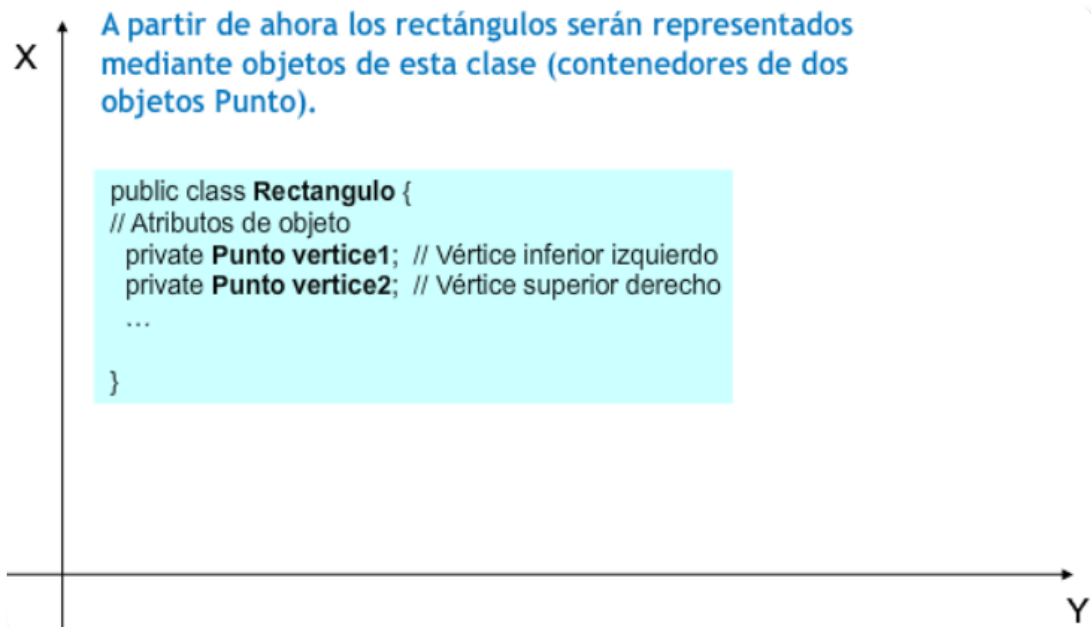 A partir de ahora los rectángulos serán representados
mediante objetos de esta clase (contenedores de dos
objetos Punto).
X
public class Rectangulo {
// Atributos de objeto
private Punto vertice1; // Vértice inferior izquierdo
private Punto vertice2; // Vértice superior derecho
...
}
Y